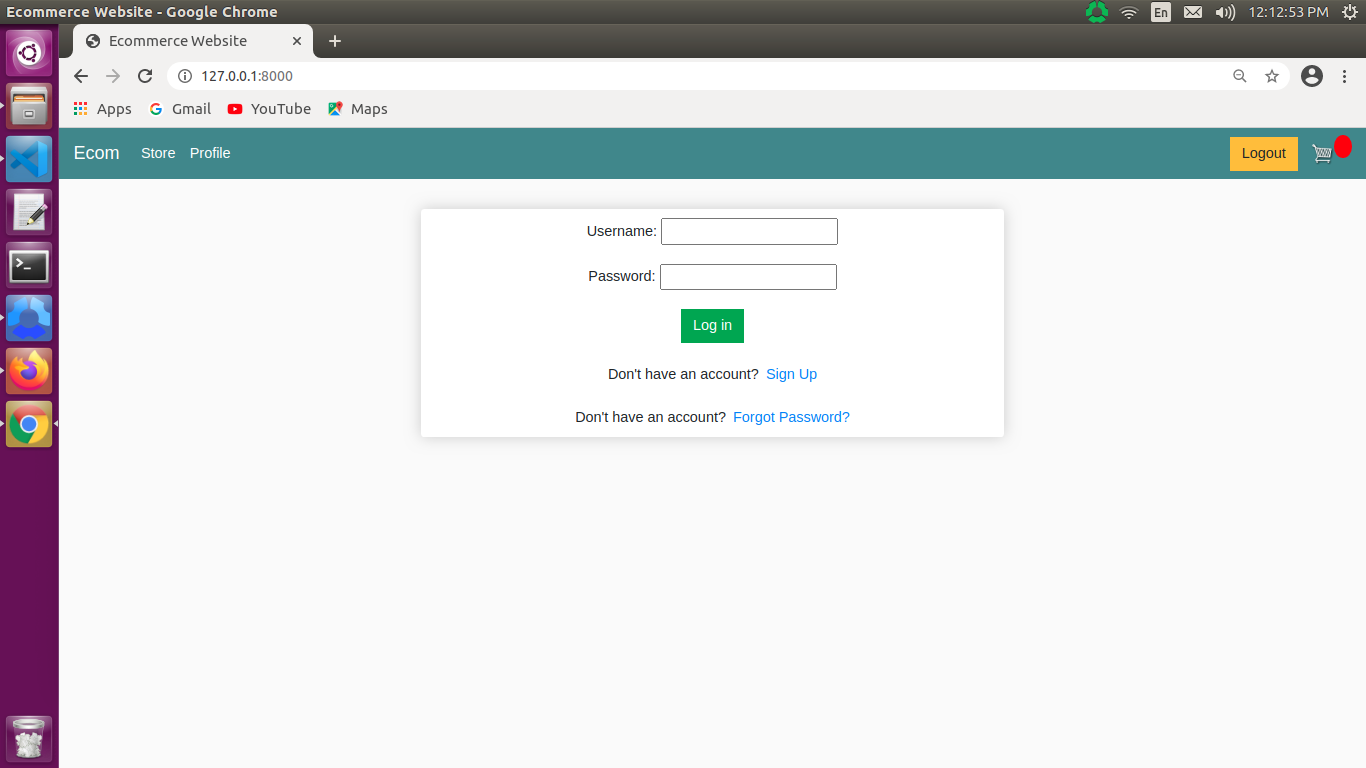 Ecommerce Website - Google Chrome En 12:12:53 PM
Ecommerce Website
127.0.0.1:8000
Apps Gmail YouTube Maps
Ecom Store Profile Logout
Username:
Password:
Log in
Don't have an account? Sign Up
Don't have an account? Forgot Password?